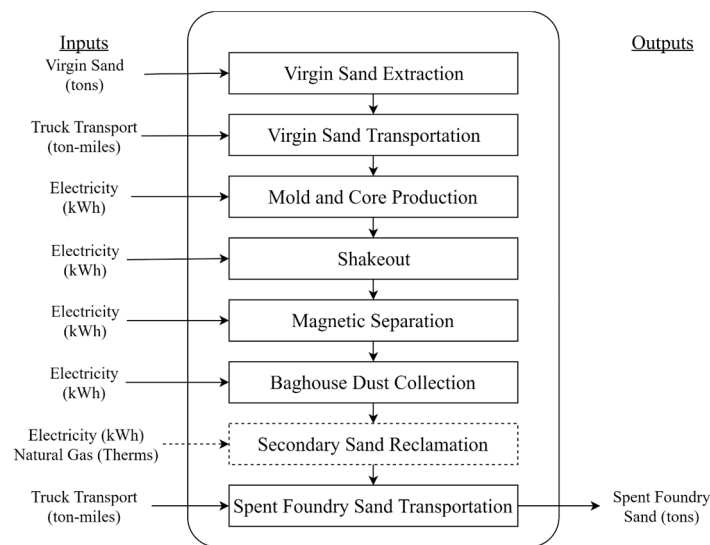 Inputs
Outputs
Virgin Sand
(tons)
Virgin Sand Extraction
Truck Transport
(ton-miles)
Virgin Sand Transportation
Electricity
(kWh)
Mold and Core Production
Electricity
(kWh)
Shakeout
Electricity
(kWh)
Magnetic Separation
Electricity
(kWh)
Baghouse Dust Collection
Electricity (kWh)
Natural Gas (Therms)
Secondary Sand Reclamation
Truck Transport
(ton-miles)
Spent Foundry Sand Transportation
Spent Foundry
Sand (tons)